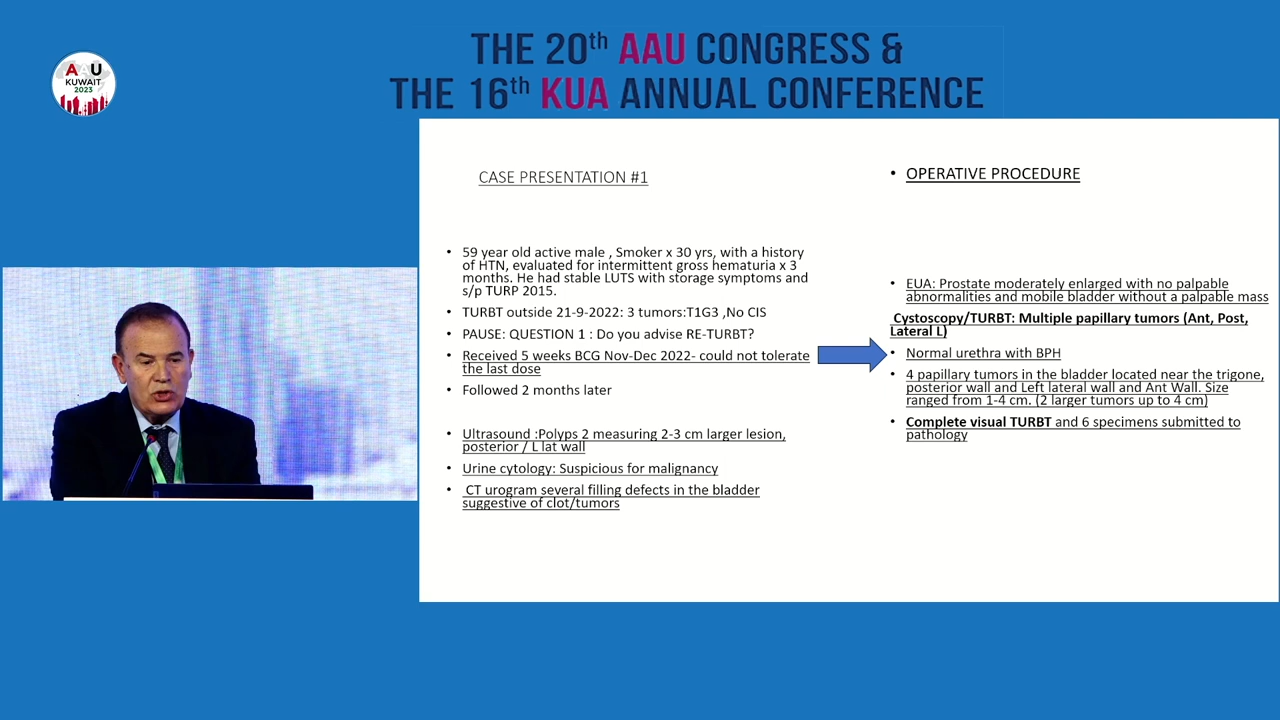 AAU
KUWAIT
2023
THE 20th AAU CONGRESS &
THE 16th KUA ANNUAL CONFERENCE
CASE PRESENTATION #1
• 59 year old active male , Smoker x 30 yrs, with a history
of HTN, evaluated for intermittent gross hematuria x 3
months. He had stable LUTS with storage symptoms and
s/p TURP 2015.
• TURBT outside 21-9-2022: 3 tumors:T1G3 ,No CIS
• PAUSE: QUESTION 1 : Do you advise RE-TURBT?
• Received 5 weeks BCG Nov-Dec 2022- could not tolerate
the last dose
• Followed 2 months later
• Ultrasound :Polyps 2 measuring 2-3 cm larger lesion,
posterior / L lat wall
• Urine cytology: Suspicious for malignancy
• CT urogram several filling defects in the bladder
suggestive of clot/tumors
• OPERATIVE PROCEDURE
• EUA: Prostate moderately enlarged with no palpable
abnormalities and mobile bladder without a palpable mass
Cystoscopy/TURBT: Multiple papillary tumors (Ant, Post,
Lateral L)
• Normal urethra with BPH
• 4 papillary tumors in the bladder located near the trigone,
posterior wall and Left lateral wall and Ant Wall. Size
ranged from 1-4 cm. (2 larger tumors up to 4 cm)
• Complete visual TURBT and 6 specimens submitted to
pathology